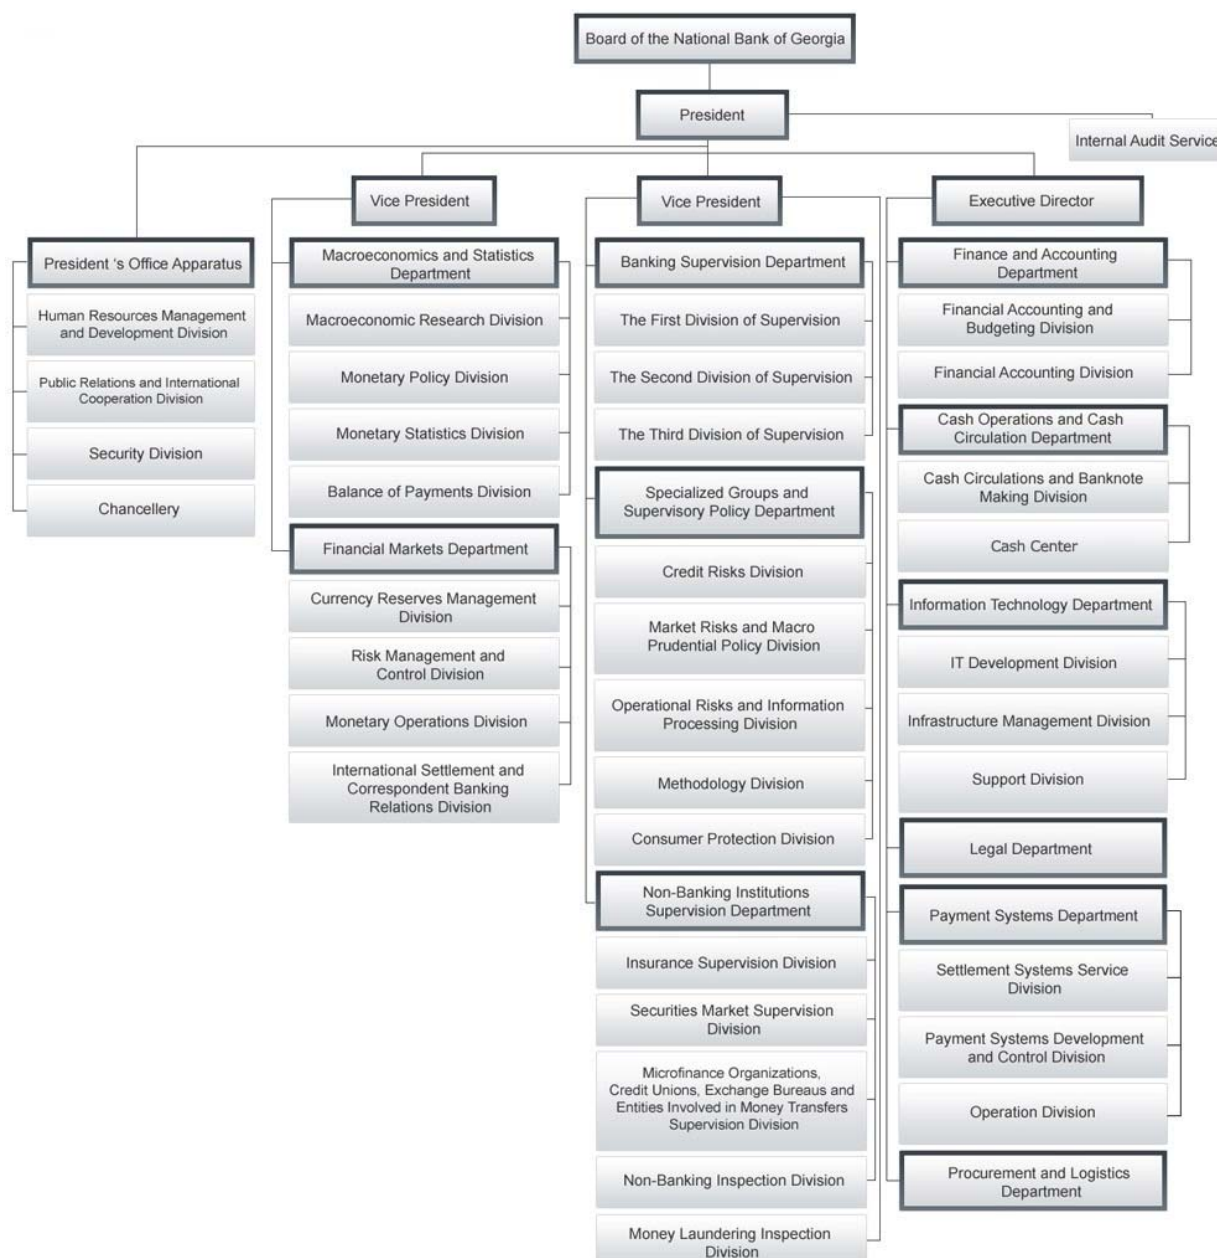 Board of the National Bank of Georgia
President
Internal Audit Service
Vice President
Vice President
Executive Director
President 's Office Apparatus
Human Resources Management
and Development Division
Public Relations and International
Cooperation Division
Security Division
Chancellery
Macroeconomics and Statistics
Department
Macroeconomic Research Division
Monetary Policy Division
Monetary Statistics Division
Balance of Payments Division
Financial Markets Department
Currency Reserves Management
Division
Risk Management and
Control Division
Monetary Operations Division
International Settlement and
Correspondent Banking
Relations Division
Banking Supervision Department
The First Division of Supervision
The Second Division of Supervision
The Third Division of Supervision
Specialized Groups and
Supervisory Policy Department
Credit Risks Division
Market Risks and Macro
Prudential Policy Division
Operational Risks and Information
Processing Division
Methodology Division
Consumer Protection Division
Non-Banking Institutions
Supervision Department
Insurance Supervision Division
Securities Market Supervision
Division
Microfinance Organizations,
Credit Unions, Exchange Bureaus and
Entities Involved in Money Transfers
Supervision Division
Non-Banking Inspection Division
Money Laundering Inspection
Division
Finance and Accounting
Department
Financial Accounting and
Budgeting Division
Financial Accounting Division
Cash Operations and Cash
Circulation Department
Cash Circulations and Banknote
Making Division
Cash Center
Information Technology Department
IT Development Division
Infrastructure Management Division
Support Division
Legal Department
Payment Systems Department
Settlement Systems Service
Division
Payment Systems Development
and Control Division
Operation Division
Procurement and Logistics
Department